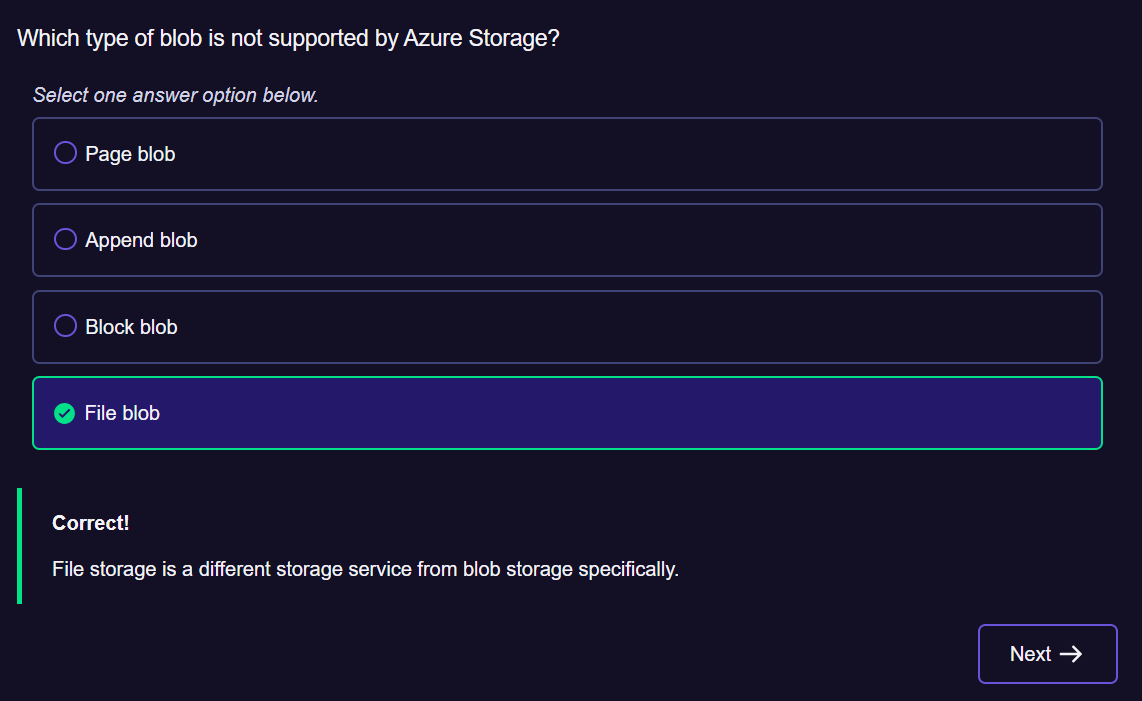 Which type of blob is not supported by Azure Storage?
Select one answer option below.
Page blob
Append blob
Block blob
File blob
Correct!
File storage is a different storage service from blob storage specifically.
Next →